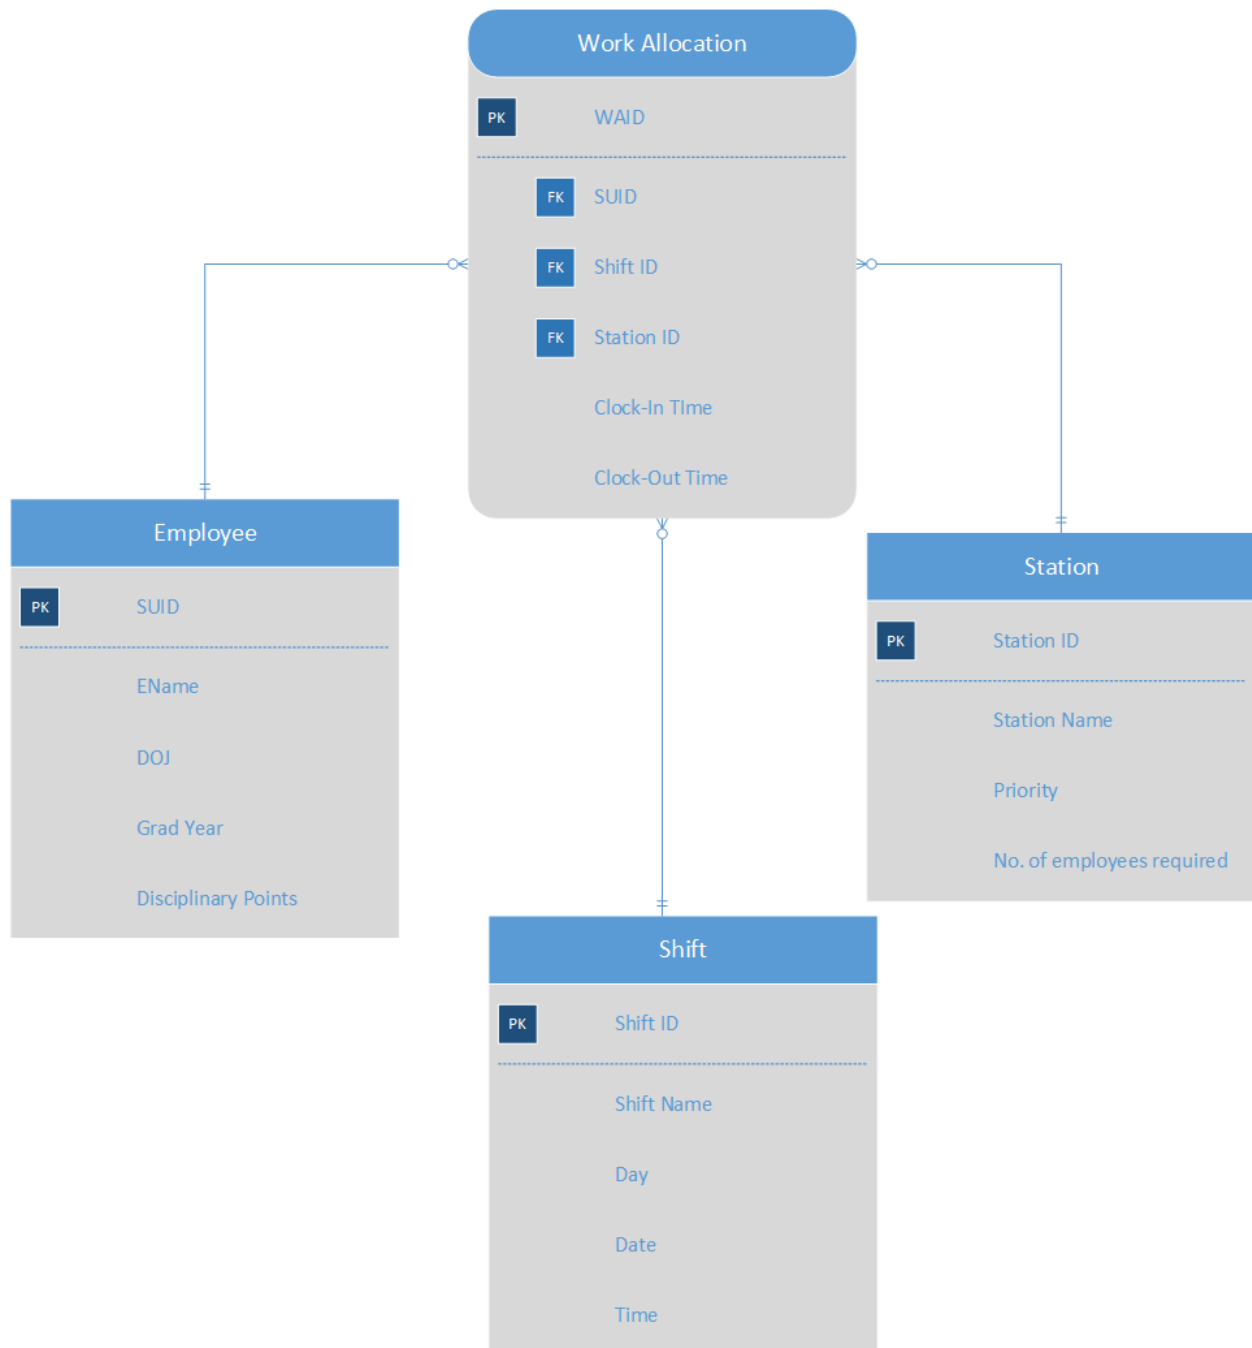 Work Allocation
PK WAID
FK SUID
FK Shift ID
FK Station ID
Clock-In TIme
Clock-Out Time
Employee
PK SUID
EName
DOJ
Grad Year
Disciplinary Points
Station
PK Station ID
Station Name
Priority
No. of employees required
Shift
PK Shift ID
Shift Name
Day
Date
Time